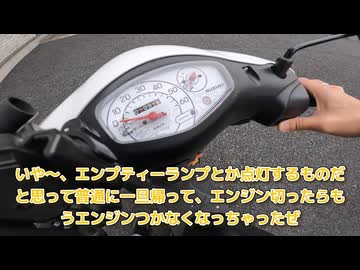 SUZUKI
80
いや〜、エンプティーランプとか点灯するものだ
と思って普通に一旦帰って、エンジン切ったらも
うエンジンつかなくなっちゃったぜ